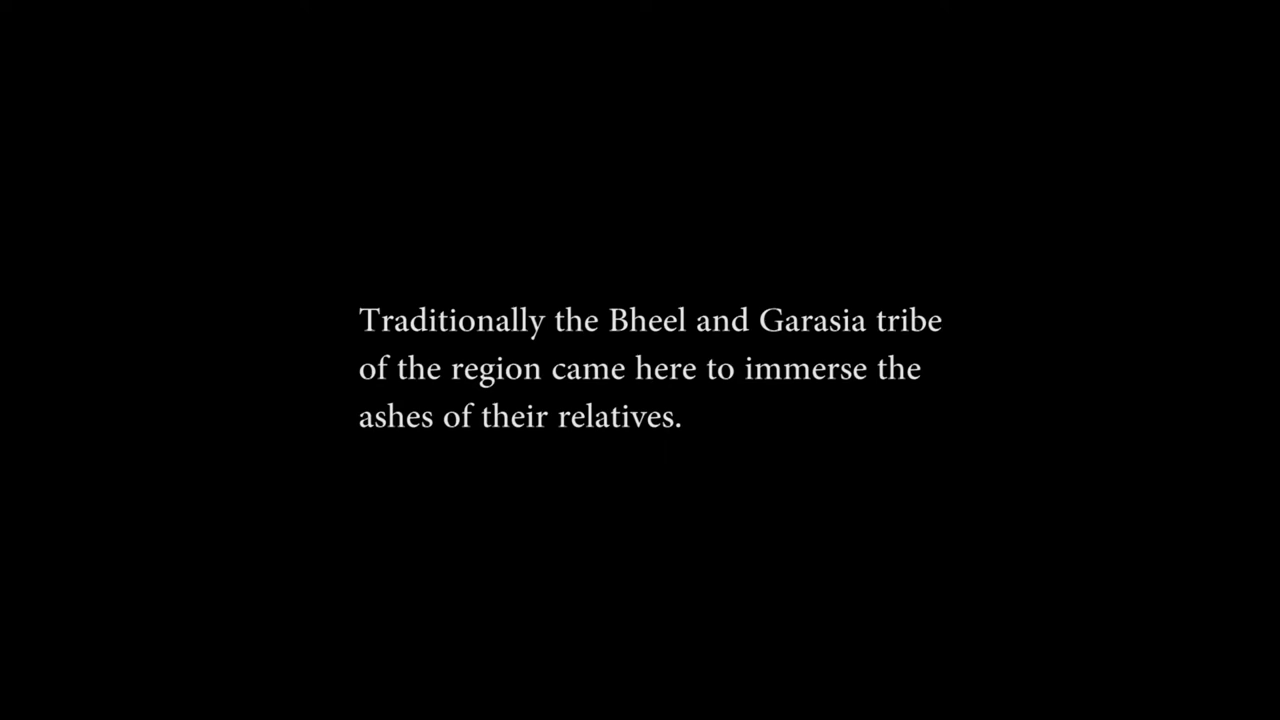 Traditionally the Bheel and Garasia tribe
of the region came here to immerse the
ashes of their relatives.